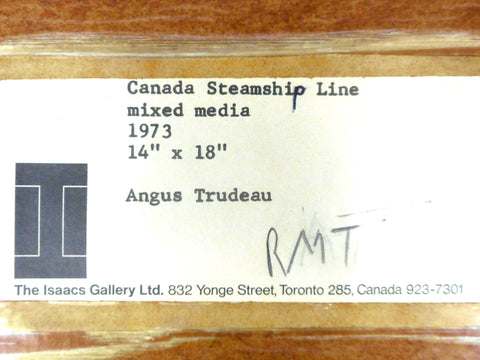 Canada Steamship Line
mixed media
1973
14" x 18"
Angus Trudeau
RMT
The Isaacs Gallery Ltd. 832 Yonge Street, Toronto 285, Canada 923-7301